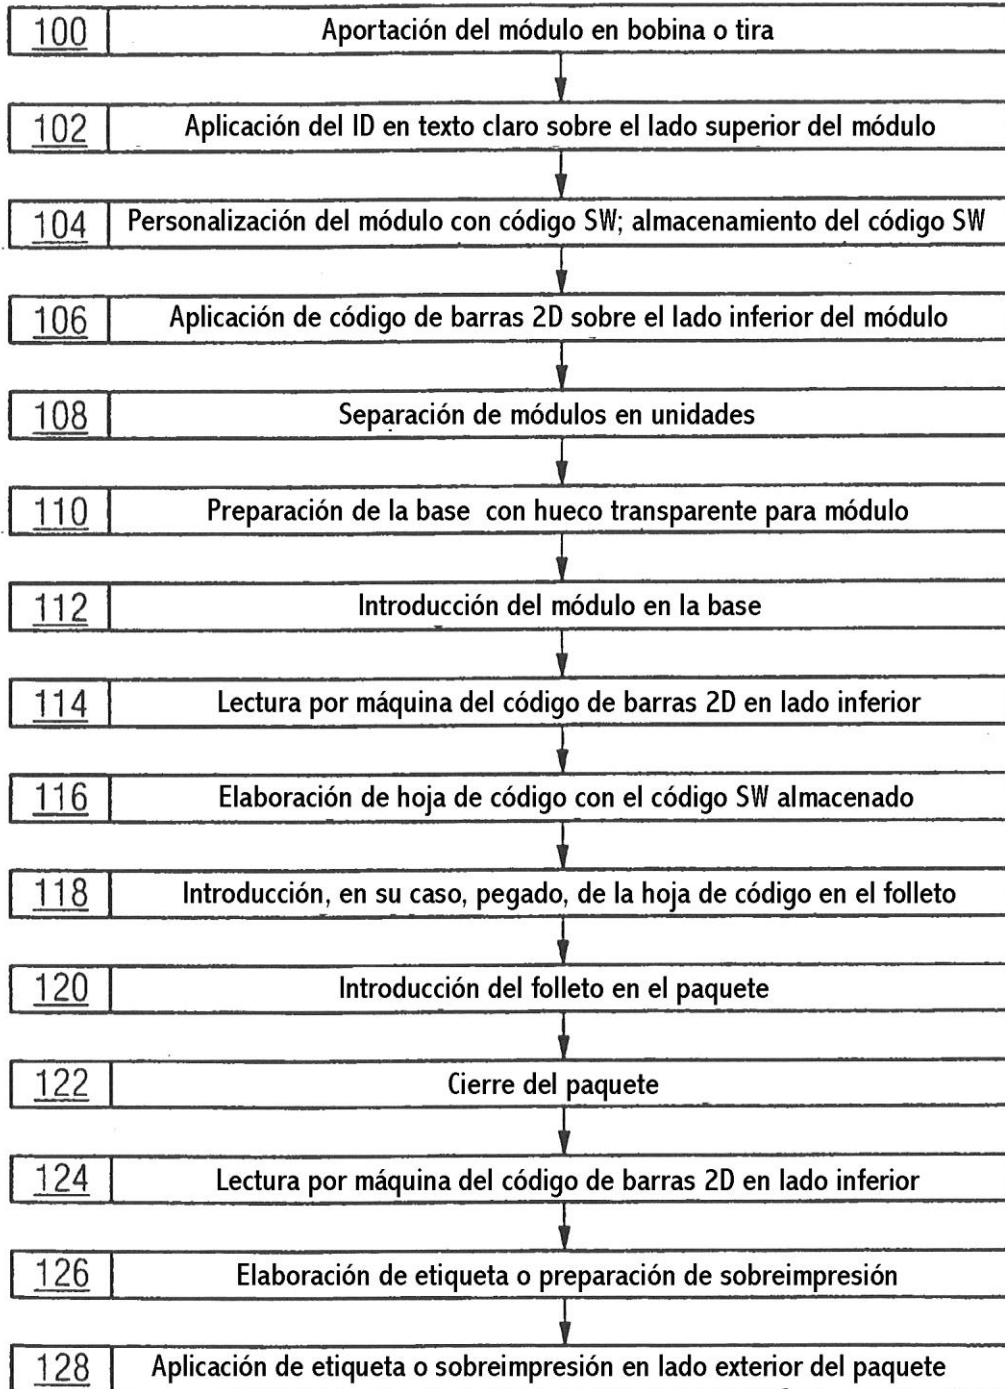 100 Aportación del módulo en bobina o tira
102 Aplicación del ID en texto claro sobre el lado superior del módulo
104 Personalización del módulo con código SW; almacenamiento del código SW
106 Aplicación de código de barras 2D sobre el lado inferior del módulo
108 Separación de módulos en unidades
110 Preparación de la base con hueco transparente para módulo
112 Introducción del módulo en la base
114 Lectura por máquina del código de barras 2D en lado inferior
116 Elaboración de hoja de código con el código SW almacenado
118 Introducción, en su caso, pegado, de la hoja de código en el folleto
120 Introducción del folleto en el paquete
122 Cierre del paquete
124 Lectura por máquina del código de barras 2D en lado inferior
126 Elaboración de etiqueta o preparación de sobreimpresión
128 Aplicación de etiqueta o sobreimpresión en lado exterior del paquete